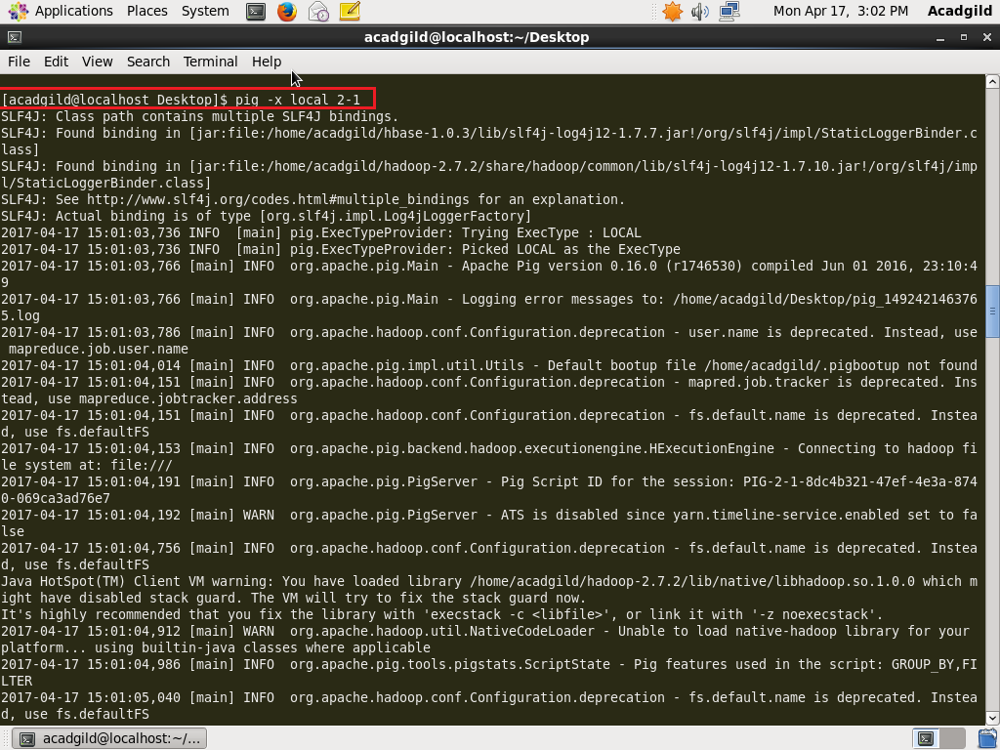 Applications Places System Mon Apr 17, 3:02 PM Acadgild
acadgild@localhost:~/Desktop
File Edit View Search Terminal Help
[acadgild@localhost Desktop]$ pig -x local 2-1
SLF4J: Class path contains multiple SLF4J bindings.
SLF4J: Found binding in [jar:file:/home/acadgild/hbase-1.0.3/lib/slf4j-log4j12-1.7.7.jar!/org/slf4j/impl/StaticLoggerBinder.c
lass]
SLF4J: Found binding in [jar:file:/home/acadgild/hadoop-2.7.2/share/hadoop/common/lib/slf4j-log4j12-1.7.10.jar!/org/slf4j/imp
l/StaticLoggerBinder.class]
SLF4J: See http://www.slf4j.org/codes.html#multiple_bindings for an explanation.
SLF4J: Actual binding is of type [org.slf4j.impl.Log4jLoggerFactory]
2017-04-17 15:01:03,736 INFO  [main] pig.ExecTypeProvider: Trying ExecType : LOCAL
2017-04-17 15:01:03,736 INFO  [main] pig.ExecTypeProvider: Picked LOCAL as the ExecType
2017-04-17 15:01:03,766 [main] INFO  org.apache.pig.Main - Apache Pig version 0.16.0 (r1746530) compiled Jun 01 2016, 23:10:4
9
2017-04-17 15:01:03,766 [main] INFO  org.apache.pig.Main - Logging error messages to: /home/acadgild/Desktop/pig_149242146376
5.log
2017-04-17 15:01:03,786 [main] INFO  org.apache.hadoop.conf.Configuration.deprecation - user.name is deprecated. Instead, use
 mapreduce.job.user.name
2017-04-17 15:01:04,014 [main] INFO  org.apache.pig.impl.util.Utils - Default bootup file /home/acadgild/.pigbootup not found
2017-04-17 15:01:04,151 [main] INFO  org.apache.hadoop.conf.Configuration.deprecation - mapred.job.tracker is deprecated. Ins
tead, use mapreduce.jobtracker.address
2017-04-17 15:01:04,151 [main] INFO  org.apache.hadoop.conf.Configuration.deprecation - fs.default.name is deprecated. Instea
d, use fs.defaultFS
2017-04-17 15:01:04,153 [main] INFO  org.apache.pig.backend.hadoop.executionengine.HExecutionEngine - Connecting to hadoop fi
le system at: file:///
2017-04-17 15:01:04,191 [main] INFO  org.apache.pig.PigServer - Pig Script ID for the session: PIG-2-1-8dc4b321-47ef-4e3a-874
0-069ca3ad76e7
2017-04-17 15:01:04,192 [main] WARN  org.apache.pig.PigServer - ATS is disabled since yarn.timeline-service.enabled set to fa
lse
2017-04-17 15:01:04,756 [main] INFO  org.apache.hadoop.conf.Configuration.deprecation - fs.default.name is deprecated. Instea
d, use fs.defaultFS
Java HotSpot(TM) Client VM warning: You have loaded library /home/acadgild/hadoop-2.7.2/lib/native/libhadoop.so.1.0.0 which m
ight have disabled stack guard. The VM will try to fix the stack guard now.
It's highly recommended that you fix the library with 'execstack -c <libfile>', or link it with '-z noexecstack'.
2017-04-17 15:01:04,912 [main] WARN  org.apache.hadoop.util.NativeCodeLoader - Unable to load native-hadoop library for your
platform... using builtin-java classes where applicable
2017-04-17 15:01:04,986 [main] INFO  org.apache.pig.tools.pigstats.ScriptState - Pig features used in the script: GROUP_BY,FI
LTER
2017-04-17 15:01:05,040 [main] INFO  org.apache.hadoop.conf.Configuration.deprecation - fs.default.name is deprecated. Instea
d, use fs.defaultFS
acadgild@localhost:~/...